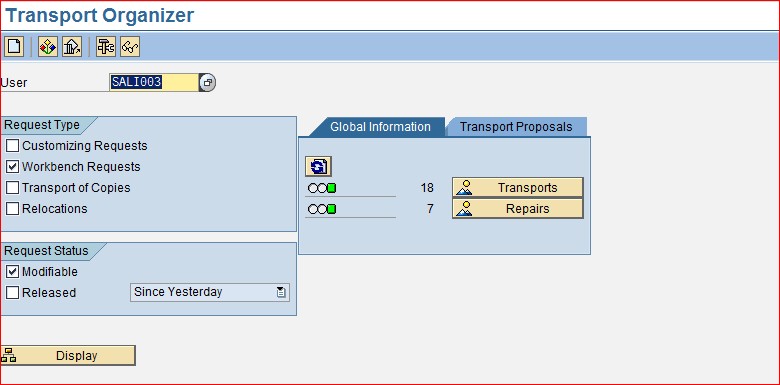 Transport Organizer
User SALI003
Request Type
Customizing Requests
Workbench Requests
Transport of Copies
Relocations
Global Information Transport Proposals
18 Transports
7 Repairs
Request Status
Modifiable
Released Since Yesterday
Display